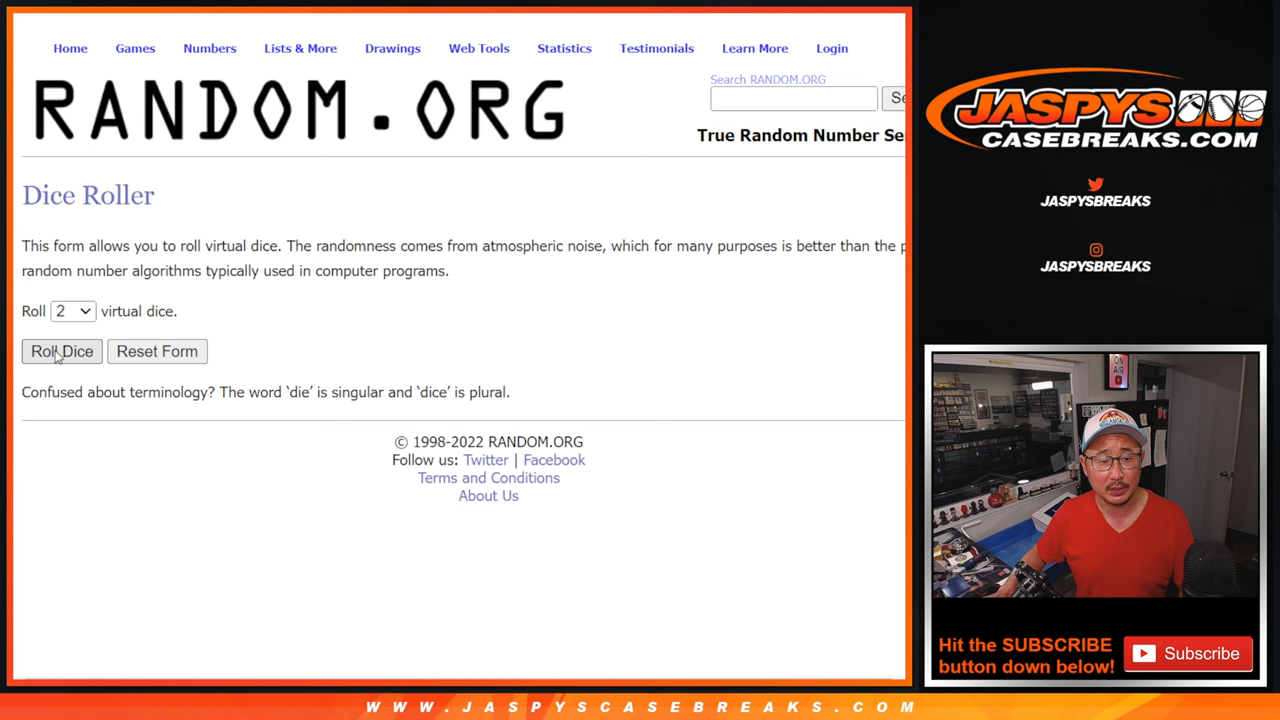 Home Games Numbers Lists & More Drawings Web Tools Statistics Testimonials Learn More Login
RANDOM.ORG
Search RANDOM.ORG
Se
True Random Number Se
Dice Roller
This form allows you to roll virtual dice. The randomness comes from atmospheric noise, which for many purposes is better than the p
random number algorithms typically used in computer programs.
Roll 2 virtual dice.
Roll Dice Reset Form
Confused about terminology? The word ‘die’ is singular and ‘dice’ is plural.
© 1998-2022 RANDOM.ORG
Follow us: Twitter | Facebook
Terms and Conditions
About Us
JASPYS
CASEBREAKS.COM
JASPYSBREAKS
JASPYSBREAKS
ON
AIR
Hit the SUBSCRIBE
button down below!
Subscribe
WWW.JASPYSCASEBREAKS.COM